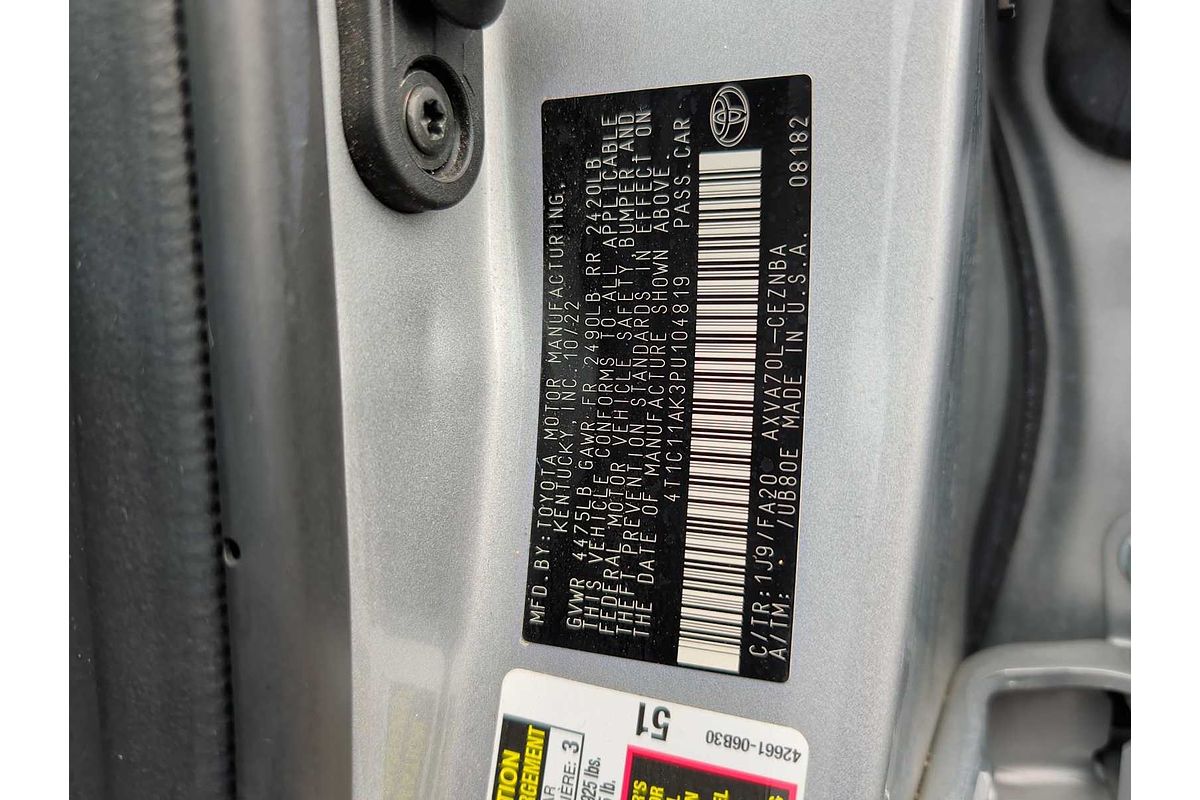 MFD.BY:TOYOTA MOTOR MANUFACTURING,
KENTUCKY, INC. 10/22
GVWR 4475LB GAWR:FR 2490LB RR 2420LB
THIS VEHICLE CONFORMS TO ALL APPLICABLE
FEDERAL MOTOR VEHICLE SAFETY, BUMPER AND
THEFT PREVENTION STANDARDS IN EFFECT ON
THE DATE OF MANUFACTURE SHOWN ABOVE.
4T1C11AK3PU104819 PASS.CAR
C/TR:1J9/FA20 AXVA70L-CEZNBA 08182
A/TM: /UB80E MADE IN U.S.A.
51
42661-06B30
3